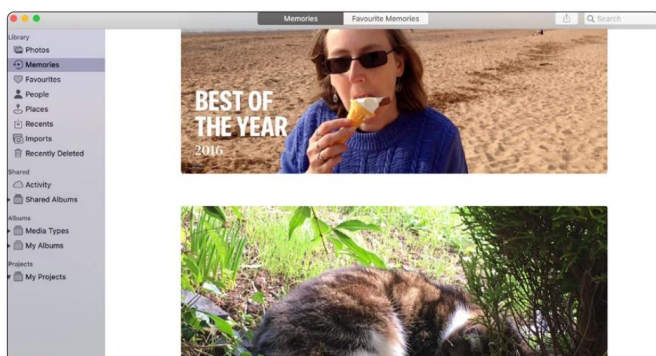 Memories
Favourite Memories
Search
Library
Photos
Memories
Favourites
People
Places
Recents
Imports
Recently Deleted
Shared
Activity
Shared Albums
Albums
Media Types
My Albums
Projects
My Projects
BEST OF
THE YEAR
2016